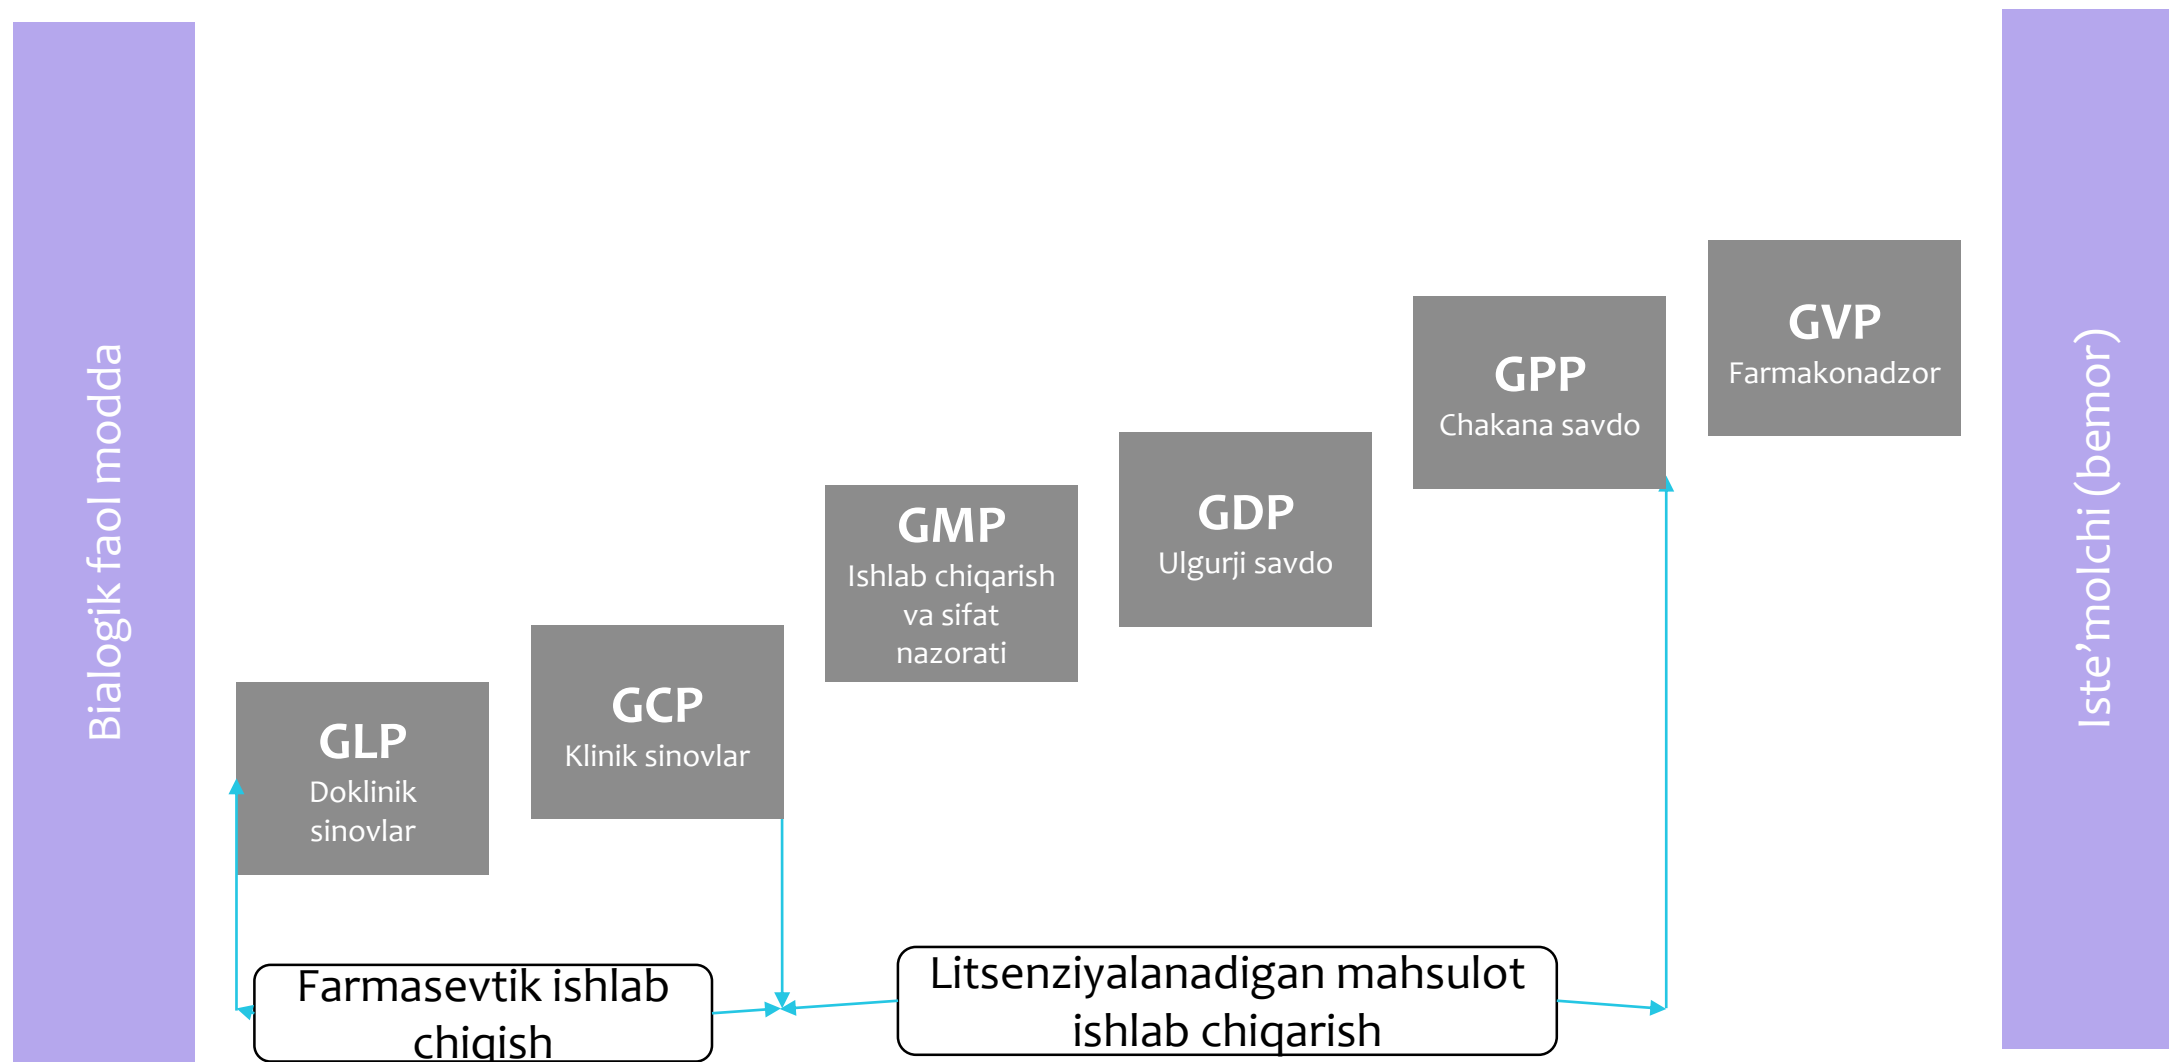 Bialogik faol modda
GLP
Doklinik
sinovlar
GCP
Klinik sinovlar
GMP
Ishlab chiqarish
va sifat
nazorati
GDP
Ulgurji savdo
GPP
Chakana savdo
GVP
Farmakonadzor
Iste’molchi (bemor)
Farmasevtik ishlab
chiqish
Litsenziyalanadigan mahsulot
ishlab chiqarish